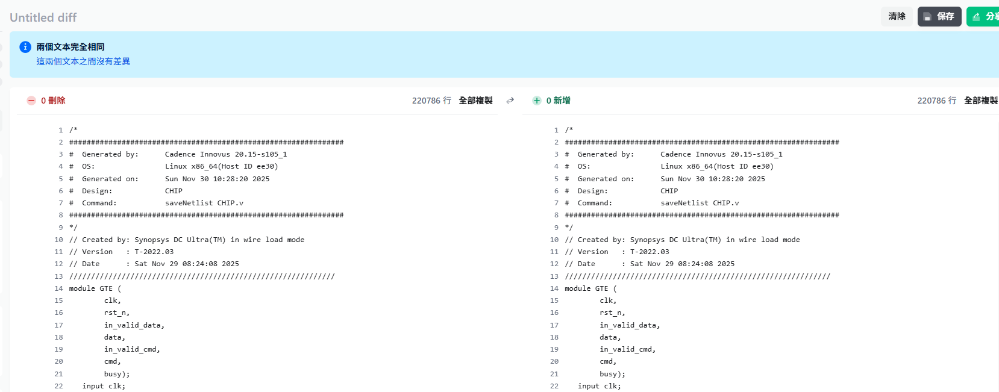 Untitled diff
清除
保存
兩個文本完全相同
這兩個文本之間沒有差異
0 刪除
220786 行 全部複製
0 新增
220786 行 全部複製
1 /*
2 ###############################################################
3 #  Generated by:      Cadence Innovus 20.15-s105_1
4 #  OS:                Linux x86_64(Host ID ee30)
5 #  Generated on:      Sun Nov 30 10:28:20 2025
6 #  Design:            CHIP
7 #  Command:           saveNetlist CHIP.v
8 ###############################################################
9 */
10 // Created by: Synopsys DC Ultra(TM) in wire load mode
11 // Version   : T-2022.03
12 // Date      : Sat Nov 29 08:24:08 2025
13 /////////////////////////////////////////////////////////////
14 module GTE (
15         clk,
16         rst_n,
17         in_valid_data,
18         data,
19         in_valid_cmd,
20         cmd,
21         busy);
22    input clk;
1 /*
2 ###############################################################
3 #  Generated by:      Cadence Innovus 20.15-s105_1
4 #  OS:                Linux x86_64(Host ID ee30)
5 #  Generated on:      Sun Nov 30 10:28:20 2025
6 #  Design:            CHIP
7 #  Command:           saveNetlist CHIP.v
8 ###############################################################
9 */
10 // Created by: Synopsys DC Ultra(TM) in wire load mode
11 // Version   : T-2022.03
12 // Date      : Sat Nov 29 08:24:08 2025
13 /////////////////////////////////////////////////////////////
14 module GTE (
15         clk,
16         rst_n,
17         in_valid_data,
18         data,
19         in_valid_cmd,
20         cmd,
21         busy);
22    input clk;